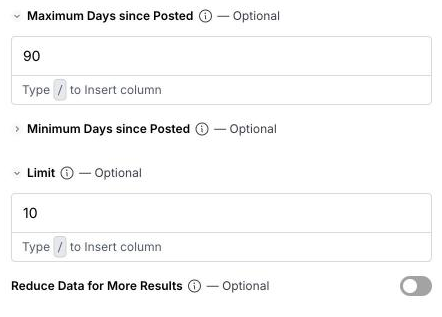 Maximum Days since Posted — Optional
90
Type / to Insert column
Minimum Days since Posted — Optional
Limit — Optional
10
Type / to Insert column
Reduce Data for More Results — Optional